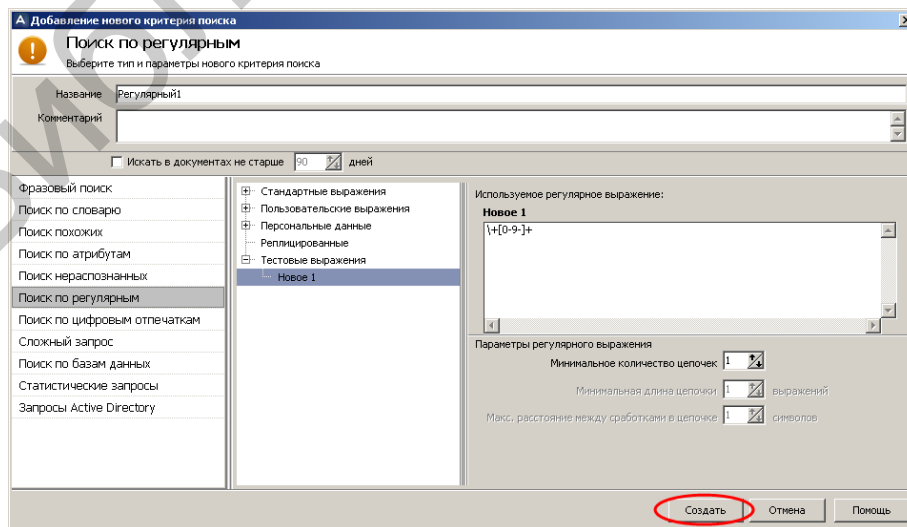 Добавление нового критерия поиска
Поиск по регулярным
Выберите тип и параметры нового критерия поиска
Название Регулярный1
Комментарий
Искать в документах не старше 90 дней
Фразовый поиск
Поиск по словарю
Поиск похожих
Поиск по атрибутам
Поиск нераспознанных
Поиск по регулярным
Поиск по цифровым отпечаткам
Сложный запрос
Поиск по базам данных
Статистические запросы
Запросы Active Directory
Стандартные выражения
Пользовательские выражения
Персональные данные
Реплицированные
Тестовые выражения
Новое 1
Используемое регулярное выражение:
Новое 1
\+[0-9-]+
Параметры регулярного выражения
Минимальное количество цепочек 1
Минимальная длина цепочки 1 выражений
Макс. расстояние между сработками в цепочке 1 символов
Создать Отмена Помощь